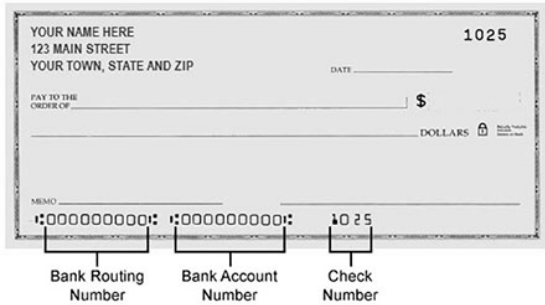 YOUR NAME HERE
1025
123 MAIN STREET
YOUR TOWN, STATE AND ZIP
DATE
PAY TO THE
ORDER OF
$
DOLLARS
MEMO
⑆000000000⑆ ⑆000000000⑆ 1025
Bank Routing Number
Bank Account Number
Check Number